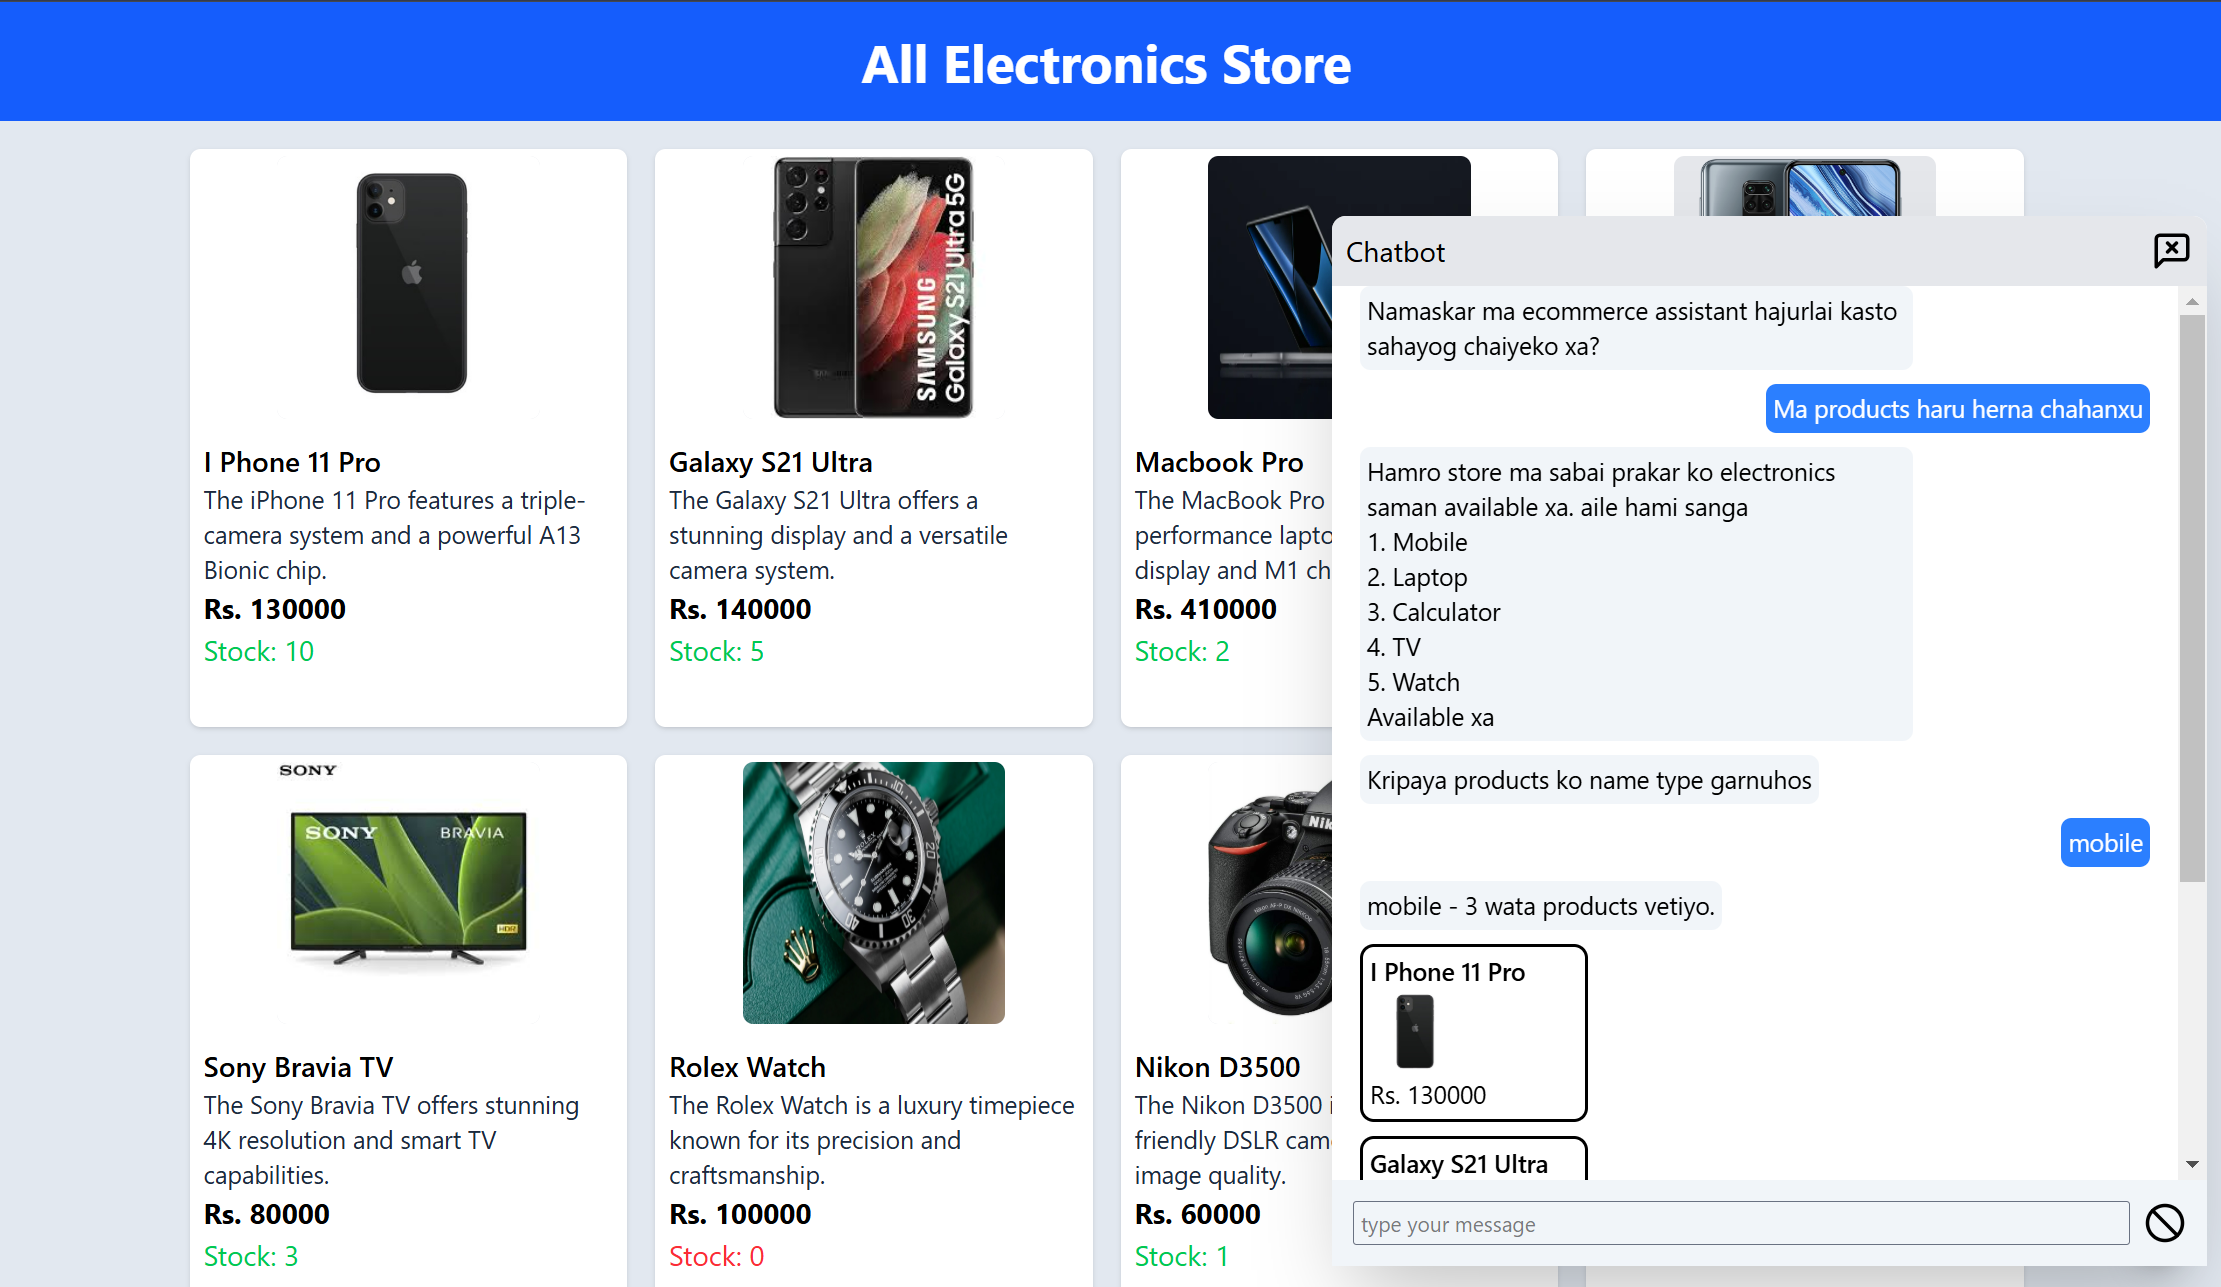 All Electronics Store
SAMSUNG
Galaxy S21 Ultra 5G
I Phone 11 Pro
The iPhone 11 Pro features a triple-
camera system and a powerful A13
Bionic chip.
Rs. 130000
Stock: 10
Galaxy S21 Ultra
The Galaxy S21 Ultra offers a
stunning display and a versatile
camera system.
Rs. 140000
Stock: 5
Macbook Pro
The MacBook Pro
performance lapto
display and M1 ch
Rs. 410000
Stock: 2
SONY
SONY
BRAVIA
HDR
Sony Bravia TV
The Sony Bravia TV offers stunning
4K resolution and smart TV
capabilities.
Rs. 80000
Stock: 3
ROLEX
Rolex Watch
The Rolex Watch is a luxury timepiece
known for its precision and
craftsmanship.
Rs. 100000
Stock: 0
Nik
Nikon D3500
The Nikon D3500 i
friendly DSLR cam
image quality.
Rs. 60000
Stock: 1
Chatbot
Namaskar ma ecommerce assistant hajurlai kasto
sahayog chaiyeko xa?
Ma products haru herna chahanxu
Hamro store ma sabai prakar ko electronics
saman available xa. aile hami sanga
1. Mobile
2. Laptop
3. Calculator
4. TV
5. Watch
Available xa
Kripaya products ko name type garnuhos
mobile
mobile - 3 wata products vetiyo.
I Phone 11 Pro
Rs. 130000
Galaxy S21 Ultra
type your message